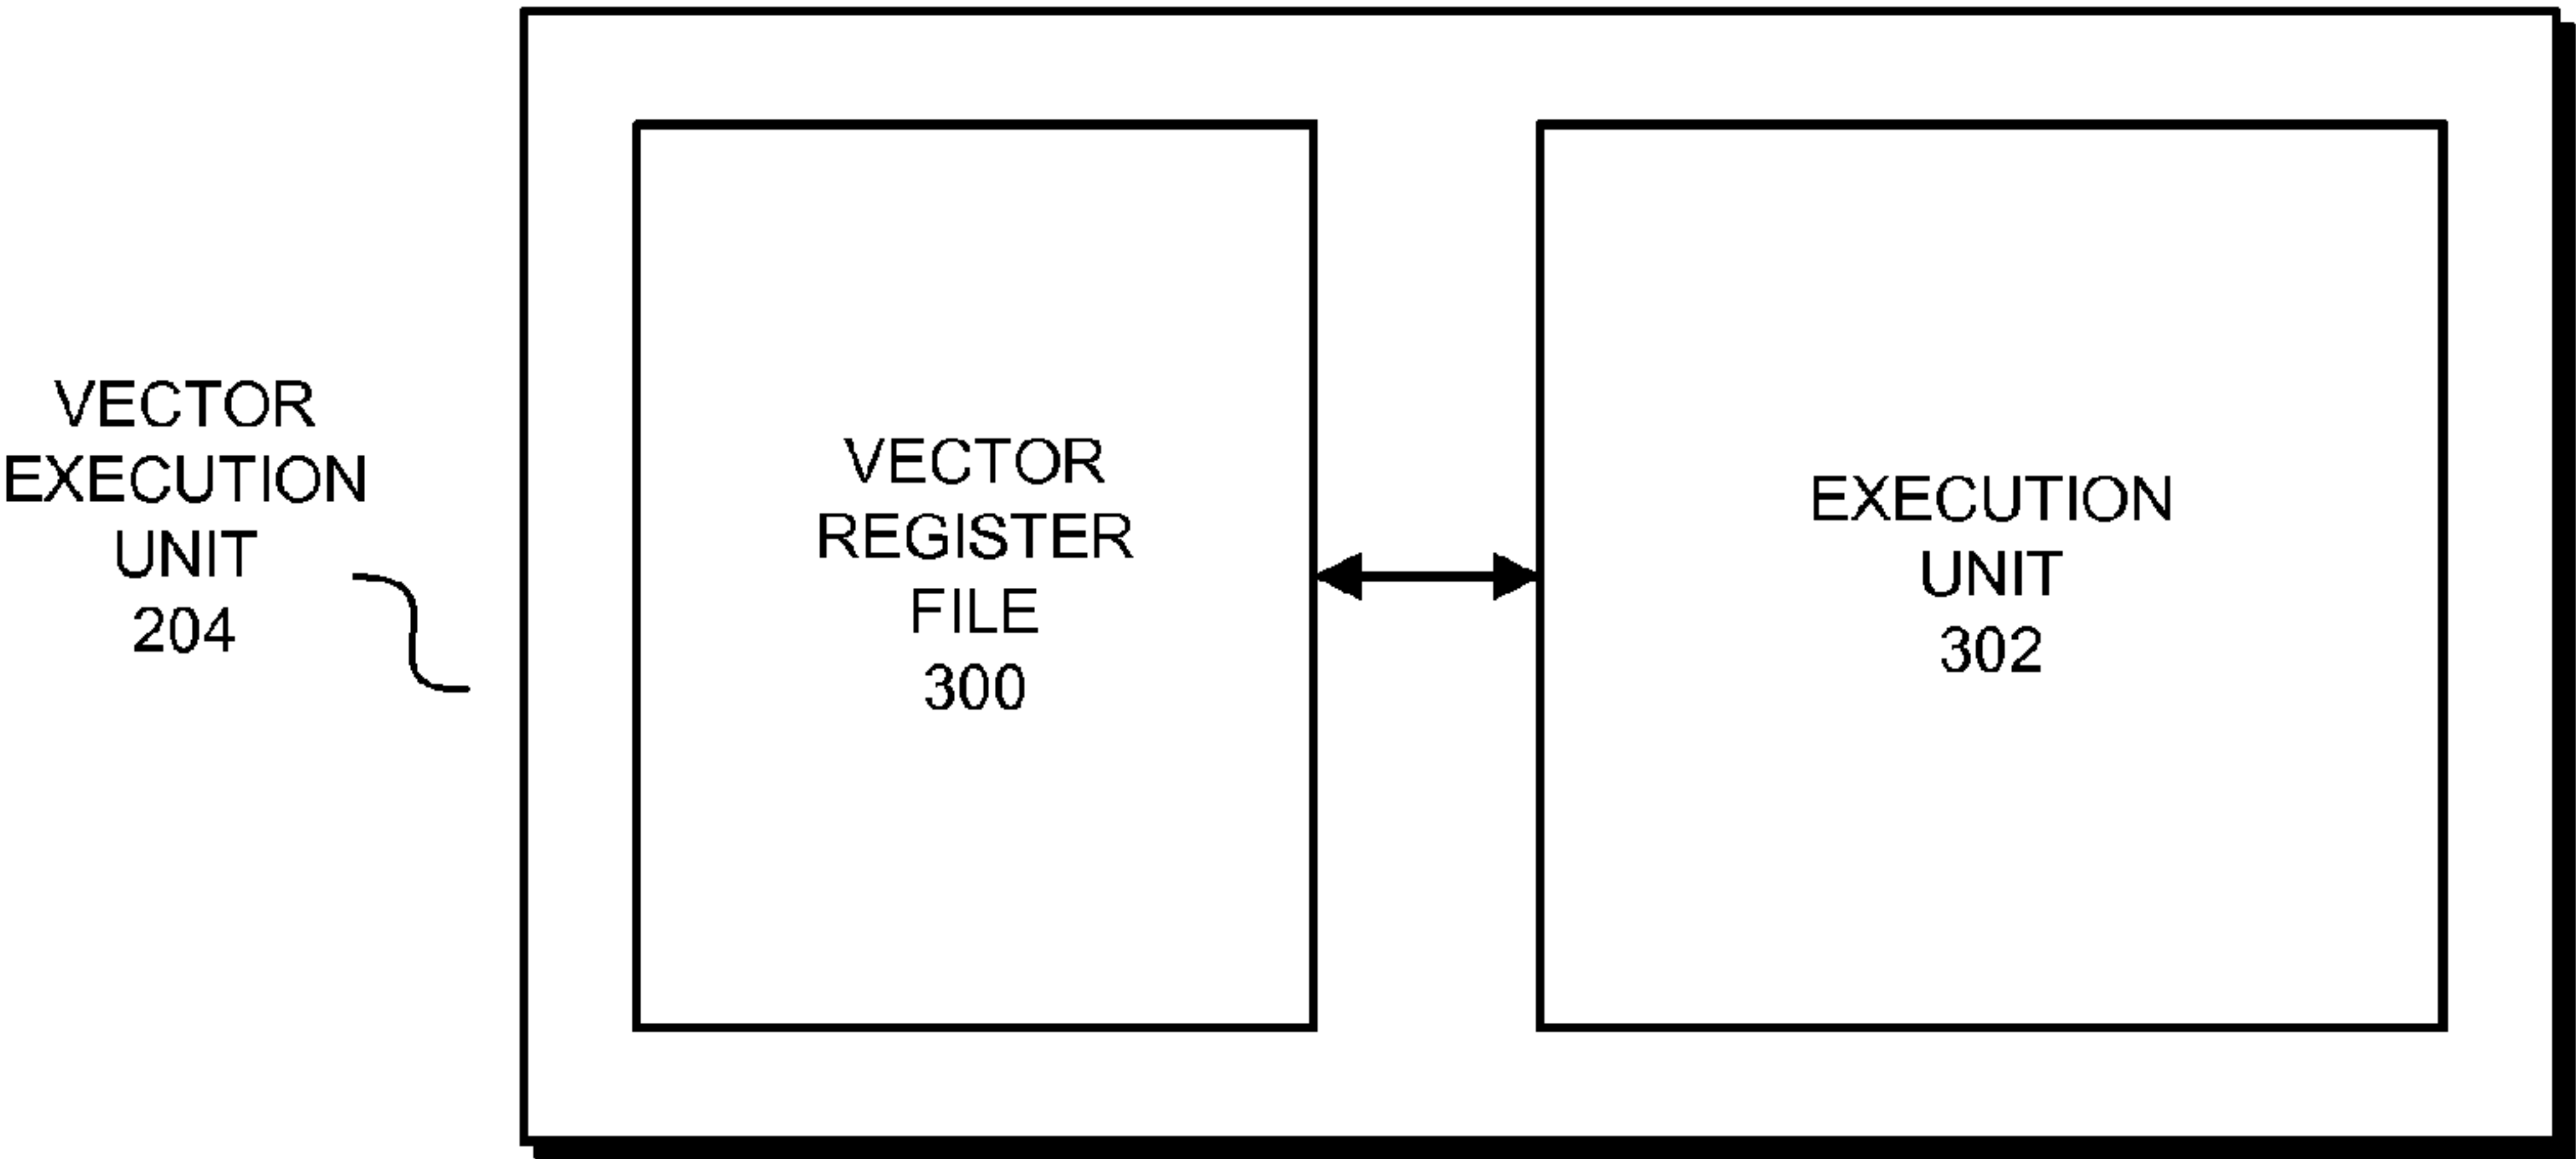 VECTOR
EXECUTION
UNIT
204
VECTOR
REGISTER
FILE
300
EXECUTION
UNIT
302